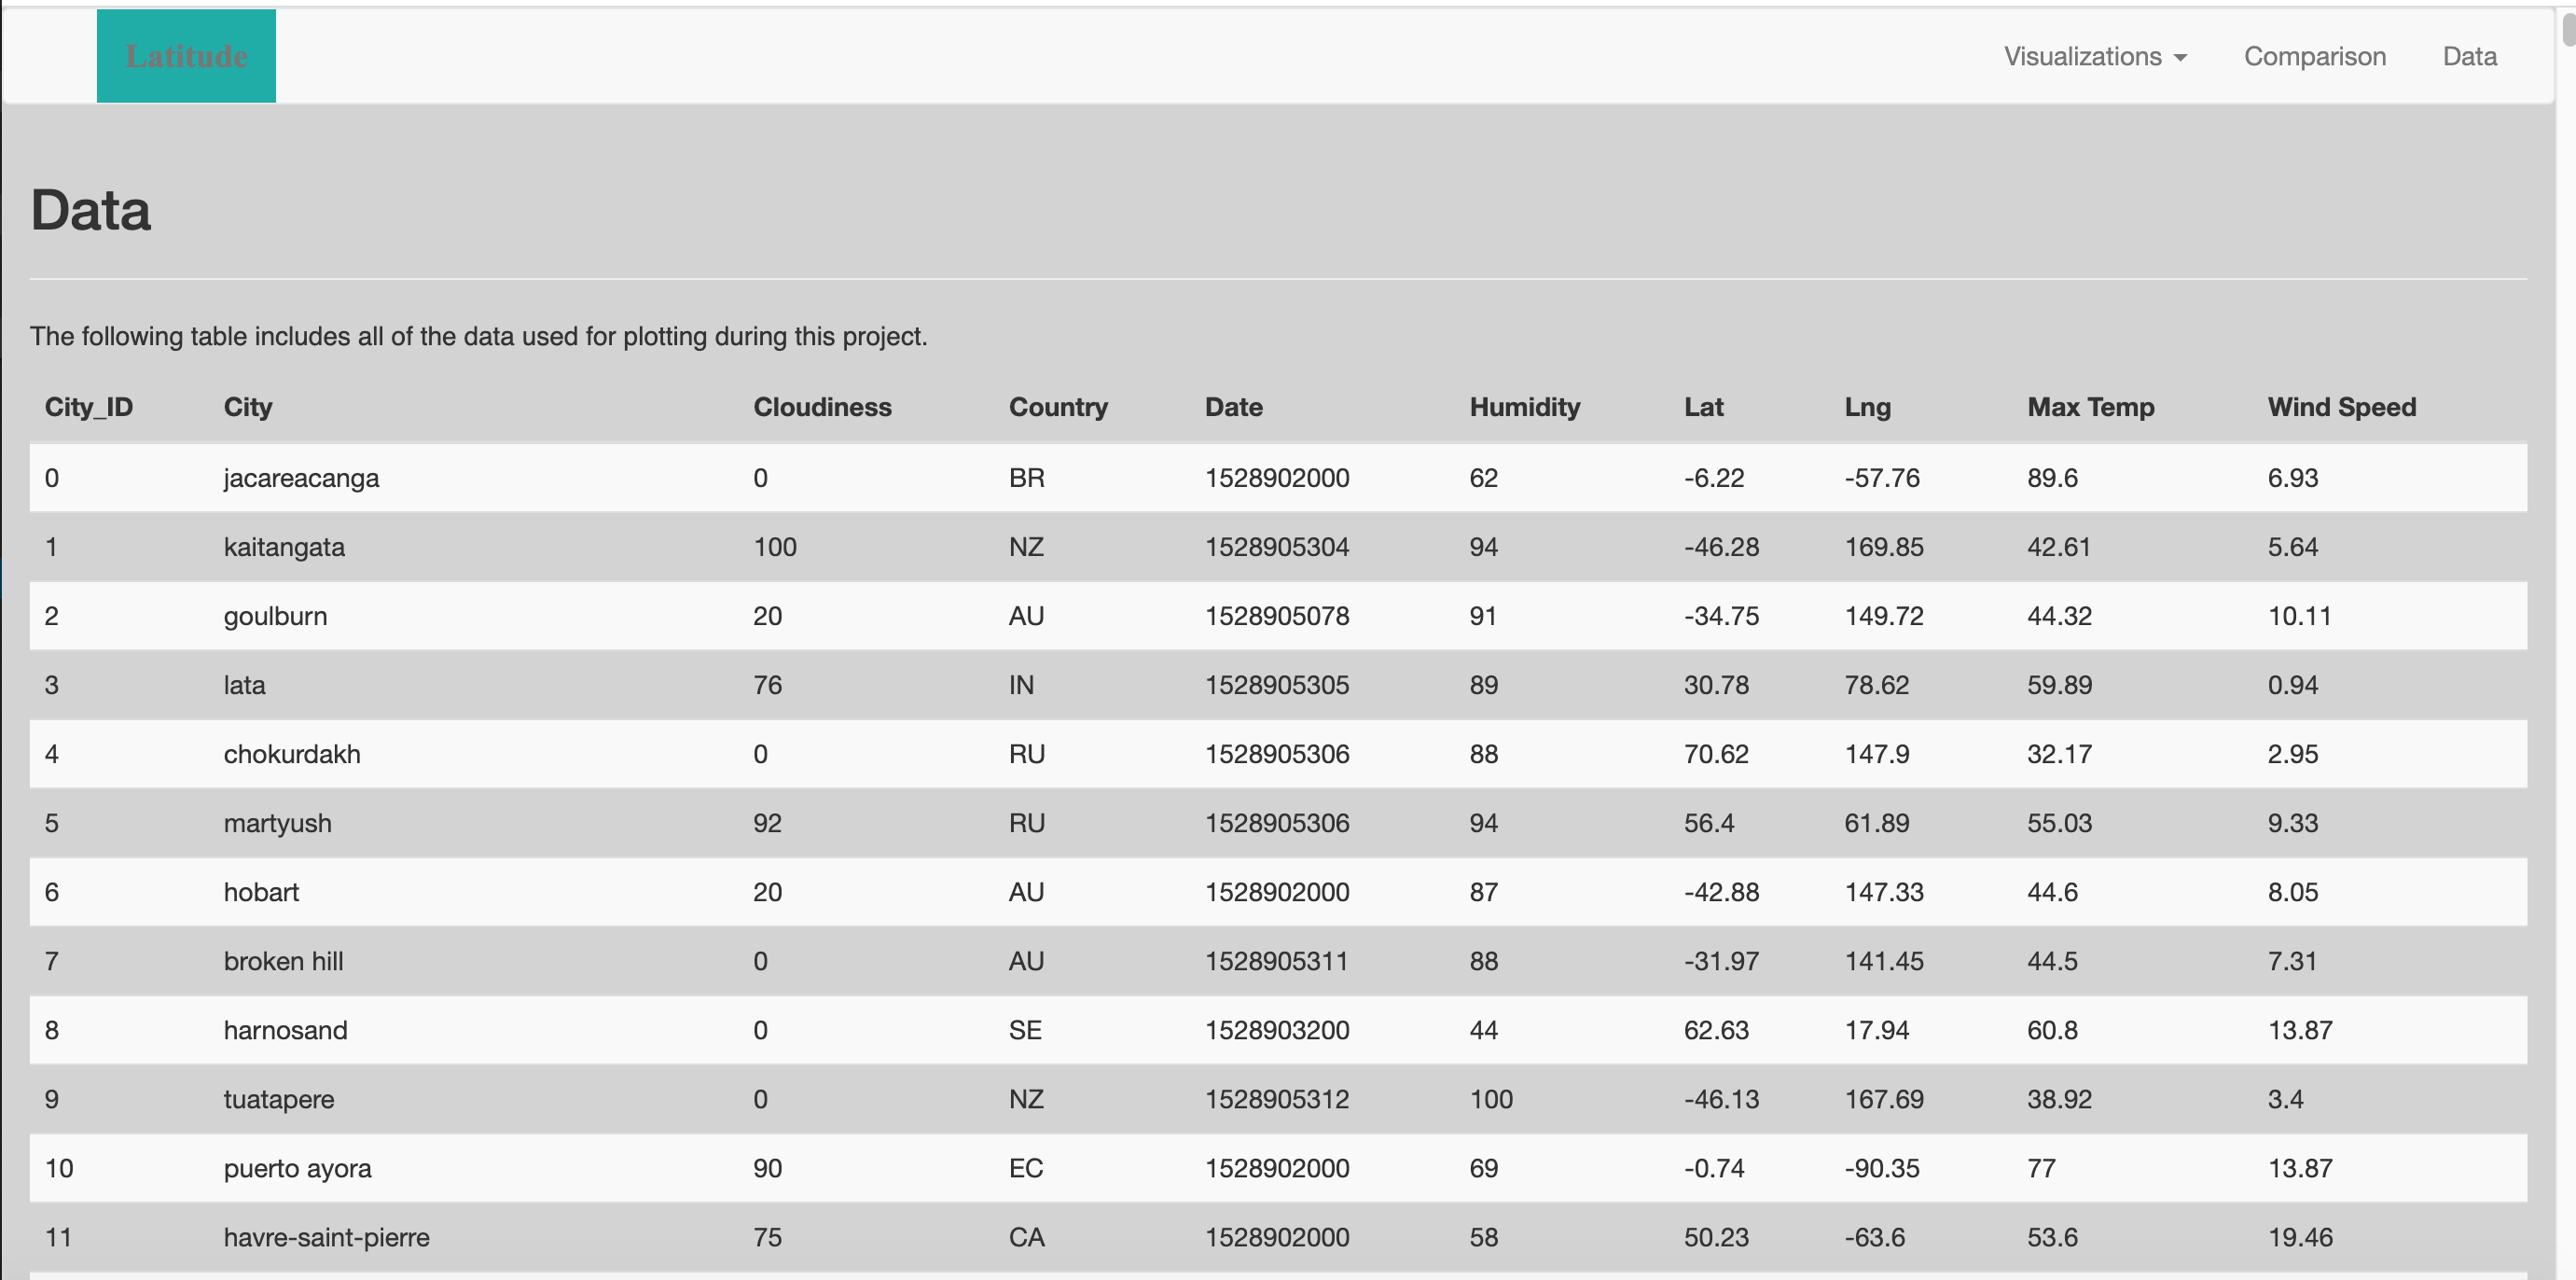 Latitude Visualizations Comparison Data
Data
The following table includes all of the data used for plotting during this project.
City_ID City Cloudiness Country Date Humidity Lat Lng Max Temp Wind Speed
0 jacareacanga 0 BR 1528902000 62 -6.22 -57.76 89.6 6.93
1 kaitangata 100 NZ 1528905304 94 -46.28 169.85 42.61 5.64
2 goulburn 20 AU 1528905078 91 -34.75 149.72 44.32 10.11
3 lata 76 IN 1528905305 89 30.78 78.62 59.89 0.94
4 chokurdakh 0 RU 1528905306 88 70.62 147.9 32.17 2.95
5 martyush 92 RU 1528905306 94 56.4 61.89 55.03 9.33
6 hobart 20 AU 1528902000 87 -42.88 147.33 44.6 8.05
7 broken hill 0 AU 1528905311 88 -31.97 141.45 44.5 7.31
8 harnosand 0 SE 1528903200 44 62.63 17.94 60.8 13.87
9 tuatapere 0 NZ 1528905312 100 -46.13 167.69 38.92 3.4
10 puerto ayora 90 EC 1528902000 69 -0.74 -90.35 77 13.87
11 havre-saint-pierre 75 CA 1528902000 58 50.23 -63.6 53.6 19.46